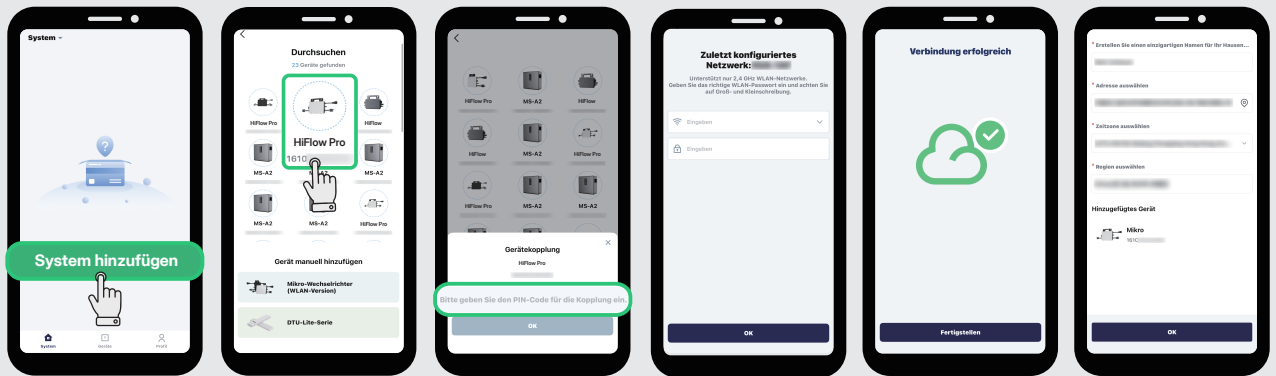 System
System hinzufügen
System
Geräte
Profil
Durchsuchen
23 Geräte gefunden
HiFlow Pro
HiFlow
HiFlow Pro
1610
MS-A2
MS-A2
MS-A2
MS-A2
HiFlow Pro
Gerät manuell hinzufügen
Mikro-Wechselrichter
(WLAN-Version)
DTU-Lite-Serie
HiFlow Pro
MS-A2
HiFlow
HiFlow
MS-A2
HiFlow Pro
HiFlow Pro
MS-A2
MS-A2
Gerätekopplung
HiFlow Pro
Bitte geben Sie den PIN-Code für die Kopplung ein.
OK
Zuletzt konfiguriertes
Netzwerk:
Unterstützt nur 2,4 GHz WLAN-Netzwerke.
Geben Sie das richtige WLAN-Passwort ein und achten Sie
auf Groß- und Kleinschreibung.
Eingeben
Eingeben
OK
Verbindung erfolgreich
Fertigstellen
* Erstellen Sie einen einzigartigen Namen für Ihr Hausen...
* Adresse auswählen
* Zeitzone auswählen
* Region auswählen
Hinzugefügtes Gerät
Mikro
1610
OK